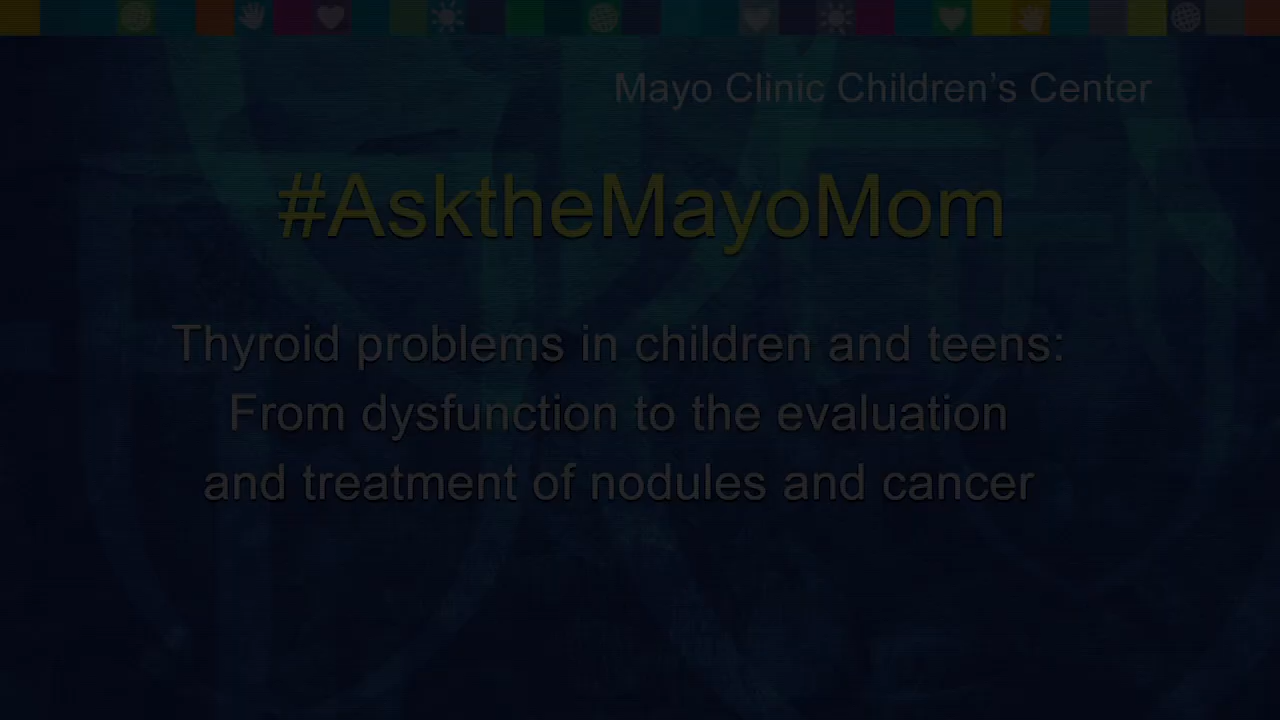 Mayo Clinic Children's Center
#AsktheMayoMom
Thyroid problems in children and teens:
From dysfunction to the evaluation
and treatment of nodules and cancer